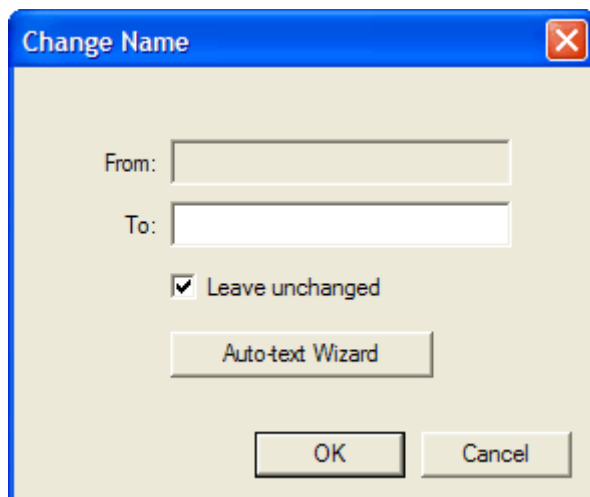 Change Name
From:
To:
Leave unchanged
Auto-text Wizard
OK Cancel